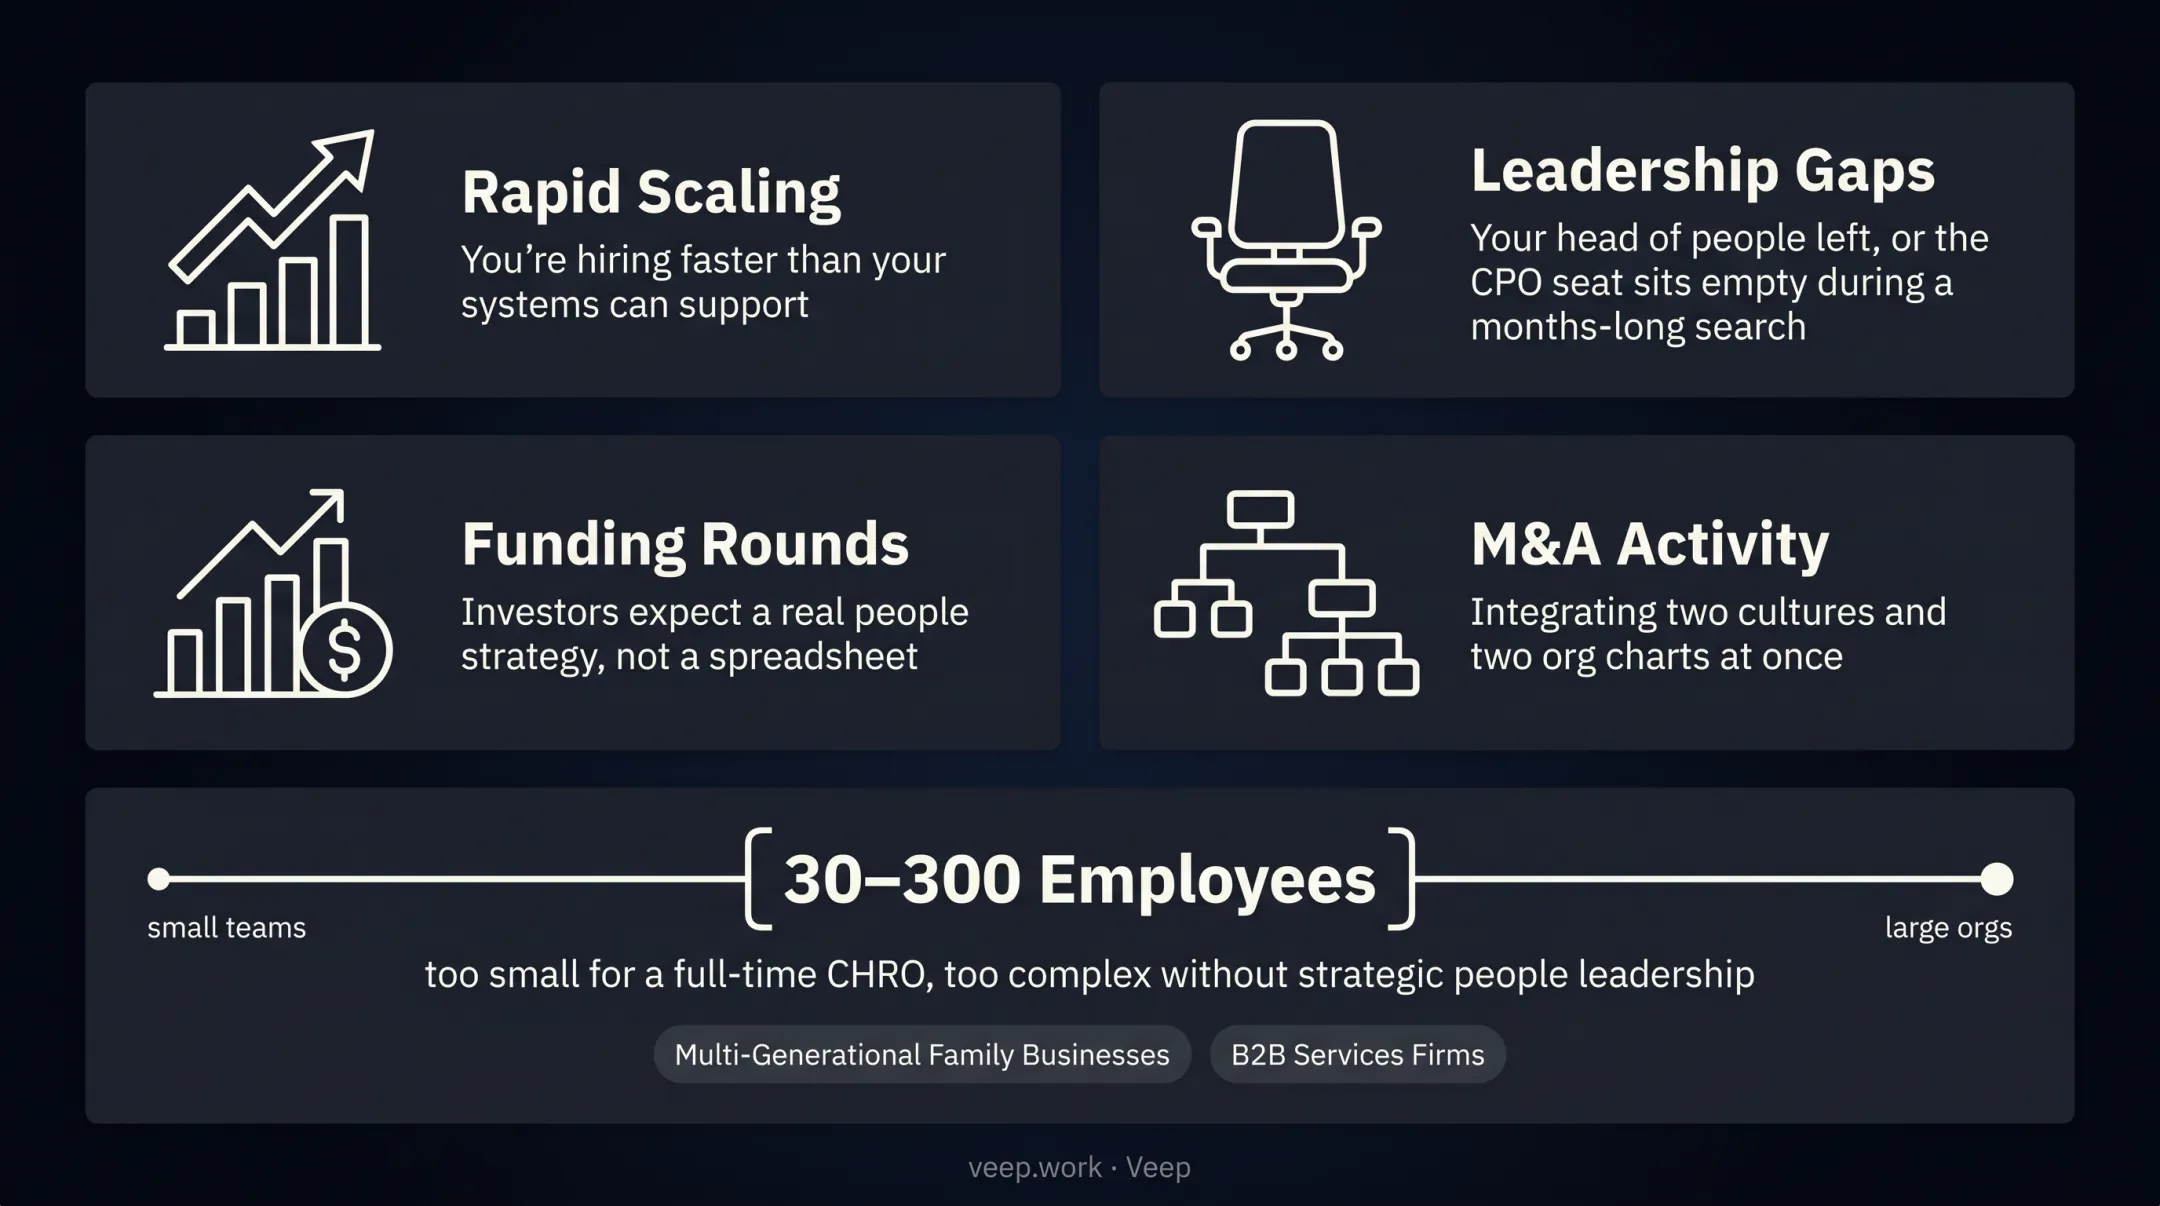 Rapid Scaling
You’re hiring faster than your
systems can support
Leadership Gaps
Your head of people left, or the
CPO seat sits empty during a
months-long search
Funding Rounds
Investors expect a real people
strategy, not a spreadsheet
$
M&A Activity
Integrating two cultures and
two org charts at once
30–300 Employees
small teams
large orgs
too small for a full-time CHRO, too complex without strategic people leadership
Multi-Generational Family Businesses
B2B Services Firms
veep.work · Veep